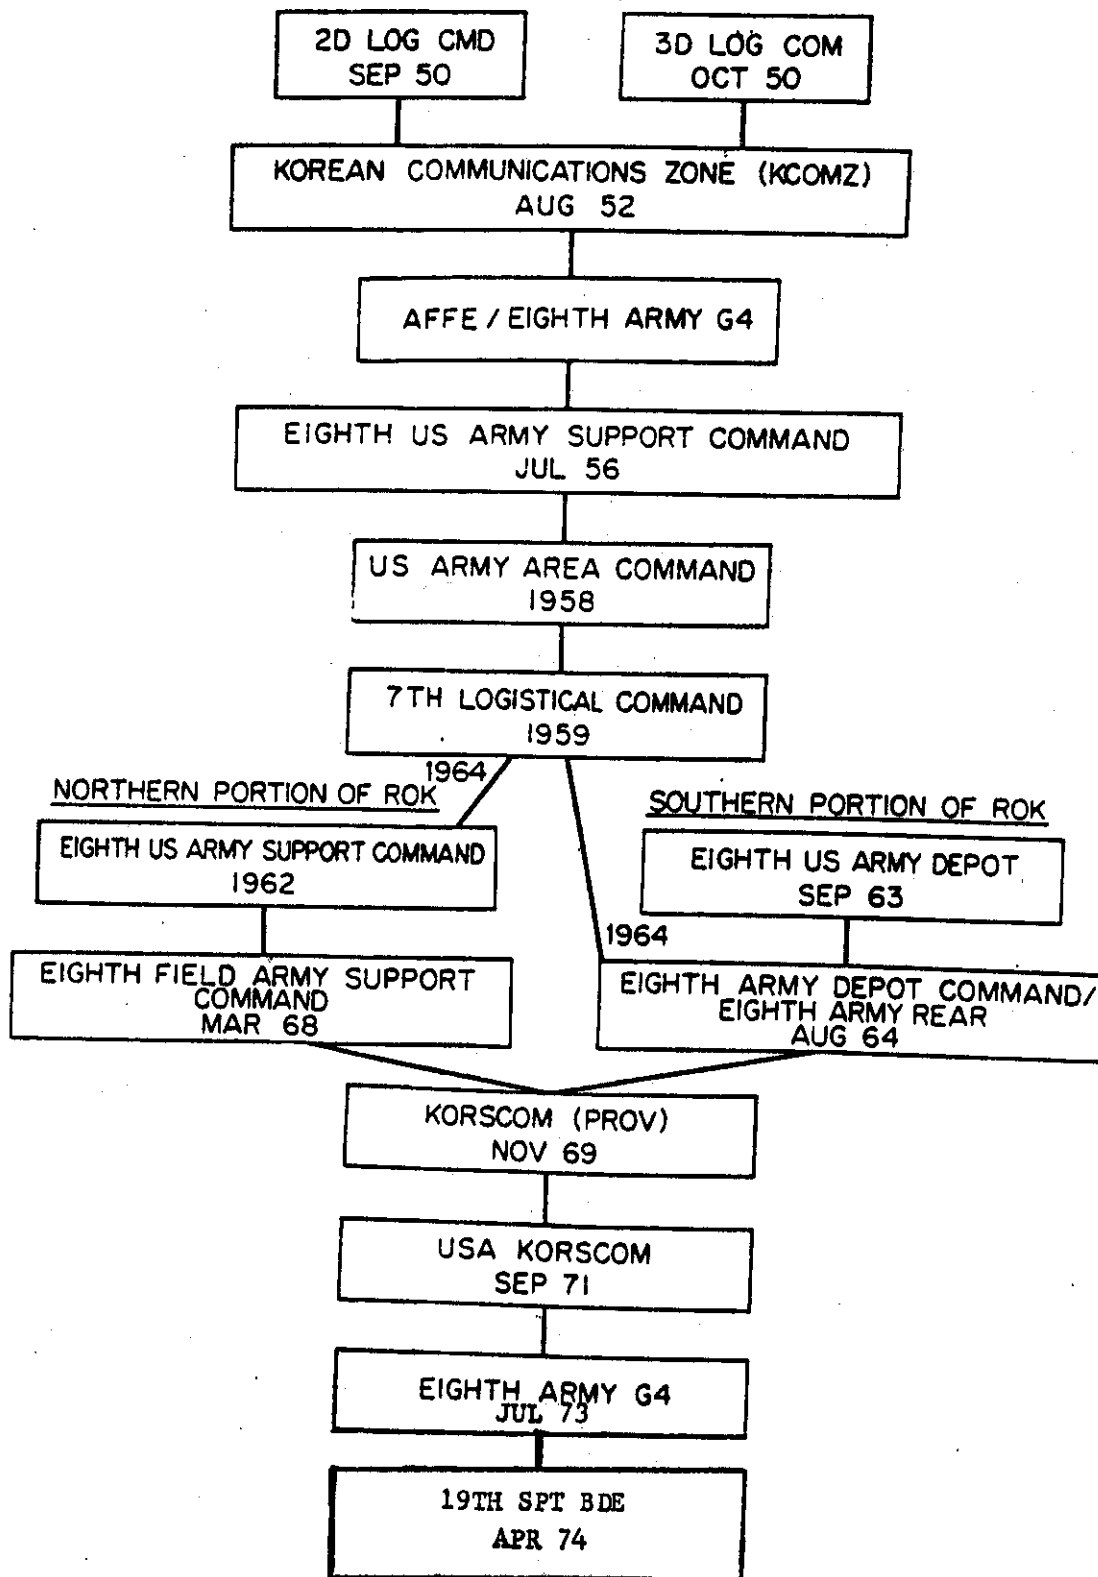 2D LOG CMD
SEP 50
3D LOG COM
OCT 50
KOREAN COMMUNICATIONS ZONE (KCOMZ)
AUG 52
AFFE / EIGHTH ARMY G4
EIGHTH US ARMY SUPPORT COMMAND
JUL 56
US ARMY AREA COMMAND
1958
7TH LOGISTICAL COMMAND
1959
1964
NORTHERN PORTION OF ROK
SOUTHERN PORTION OF ROK
EIGHTH US ARMY SUPPORT COMMAND
1962
EIGHTH US ARMY DEPOT
SEP 63
1964
EIGHTH FIELD ARMY SUPPORT
COMMAND
MAR 68
EIGHTH ARMY DEPOT COMMAND/
EIGHTH ARMY REAR
AUG 64
KORSCOM (PROV)
NOV 69
USA KORSCOM
SEP 71
EIGHTH ARMY G4
JUL 73
19TH SPT BDE
APR 74